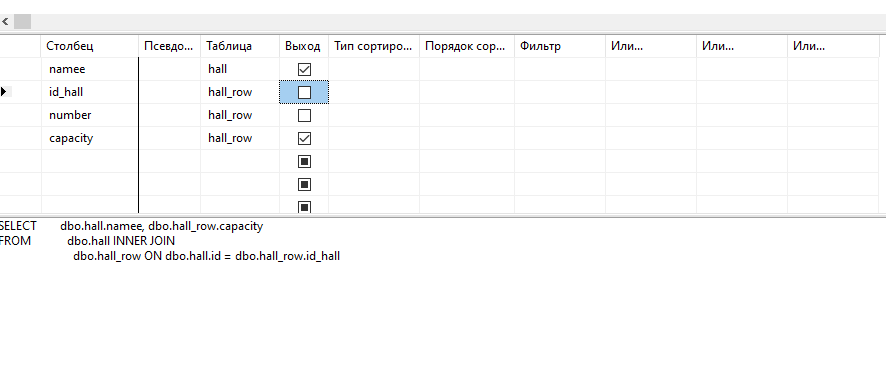 Столбец Псевдо... Таблица Выход Тип сортиро... Порядок сор... Фильтр Или... Или... Или...
namee hall
id_hall hall_row
number hall_row
capacity hall_row
SELECT dbo.hall.namee, dbo.hall_row.capacity
FROM dbo.hall INNER JOIN
dbo.hall_row ON dbo.hall.id = dbo.hall_row.id_hall